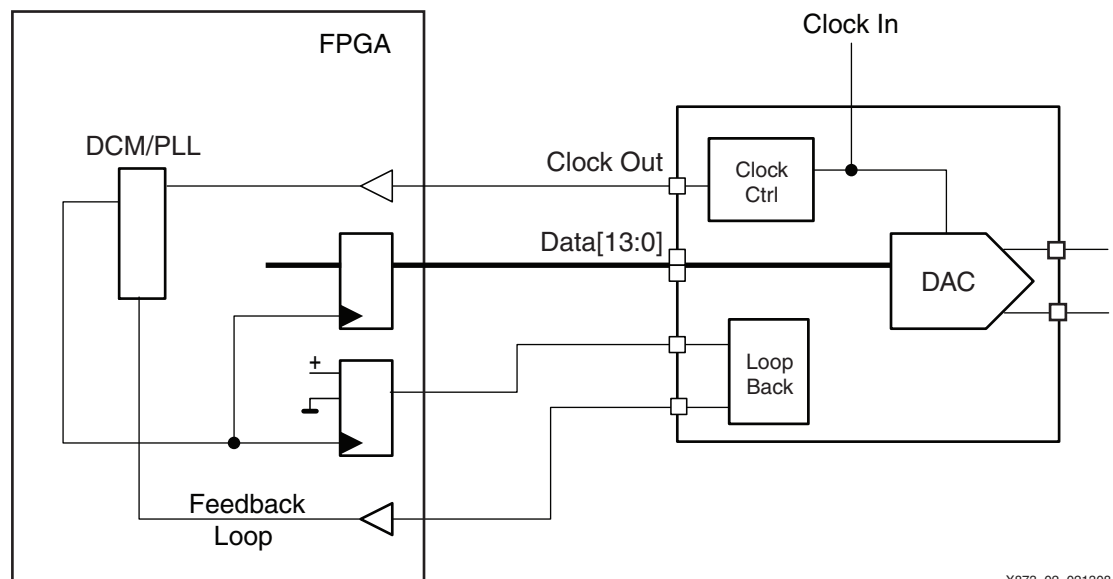 Clock In
FPGA
DCM/PLL
Clock Out
Clock
Ctrl
Data[13:0]
DAC
+
Loop
Back
Feedback
Loop